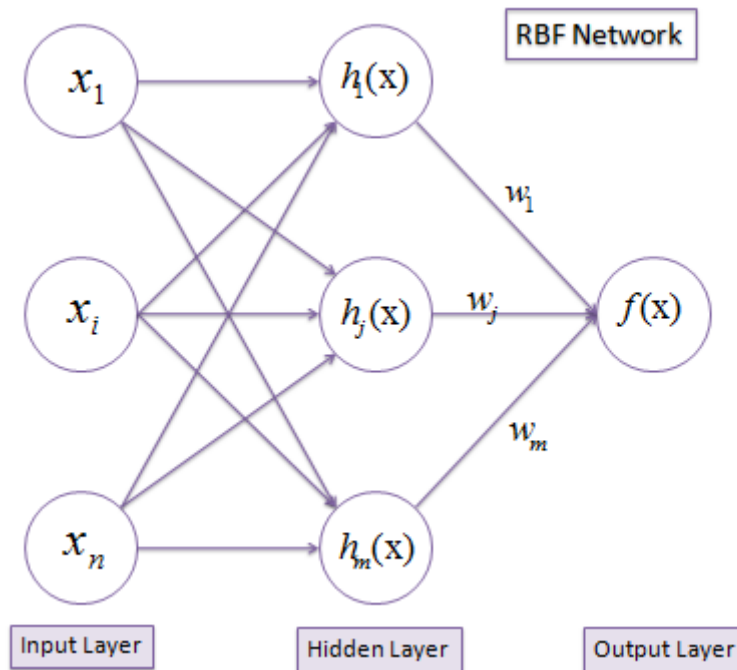 RBF Network
x₁
h₁(x)
w₁
xᵢ
hⱼ(x)
wⱼ
f(x)
wₘ
xₙ
hₘ(x)
Input Layer
Hidden Layer
Output Layer